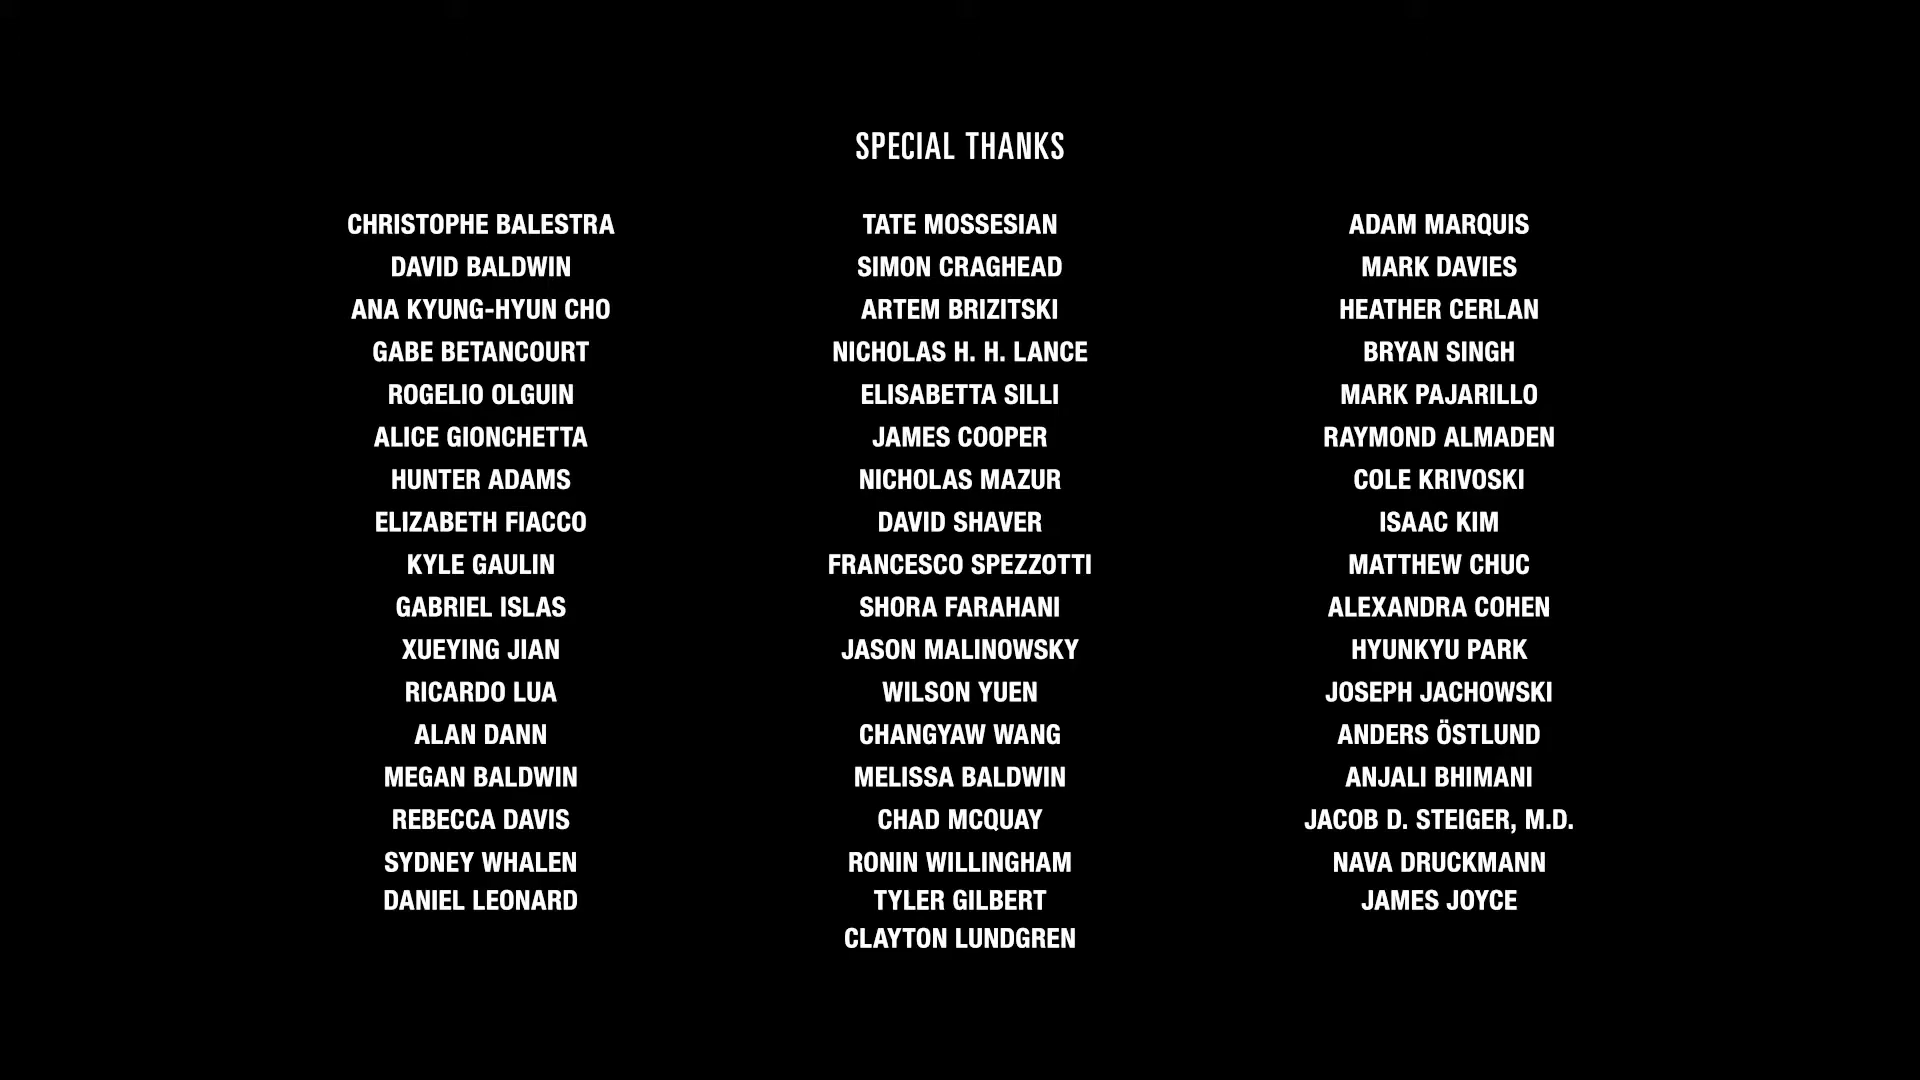 SPECIAL THANKS
CHRISTOPHE BALESTRA
DAVID BALDWIN
ANA KYUNG-HYUN CHO
GABE BETANCOURT
ROGELIO OLGUIN
ALICE GIONCHETTA
HUNTER ADAMS
ELIZABETH FIACCO
KYLE GAULIN
GABRIEL ISLAS
XUEYING JIAN
RICARDO LUA
ALAN DANN
MEGAN BALDWIN
REBECCA DAVIS
SYDNEY WHALEN
DANIEL LEONARD
TATE MOSSESIAN
SIMON CRAGHEAD
ARTEM BRIZITSKI
NICHOLAS H. H. LANCE
ELISABETTA SILLI
JAMES COOPER
NICHOLAS MAZUR
DAVID SHAVER
FRANCESCO SPEZZOTTI
SHORA FARAHANI
JASON MALINOWSKY
WILSON YUEN
CHANGYAW WANG
MELISSA BALDWIN
CHAD MCQUAY
RONIN WILLINGHAM
TYLER GILBERT
CLAYTON LUNDGREN
ADAM MARQUIS
MARK DAVIES
HEATHER CERLAN
BRYAN SINGH
MARK PAJARILLO
RAYMOND ALMADEN
COLE KRIVOSKI
ISAAC KIM
MATTHEW CHUC
ALEXANDRA COHEN
HYUNKYU PARK
JOSEPH JACHOWSKI
ANDERS ÖSTLUND
ANJALI BHIMANI
JACOB D. STEIGER, M.D.
NAVA DRUCKMANN
JAMES JOYCE